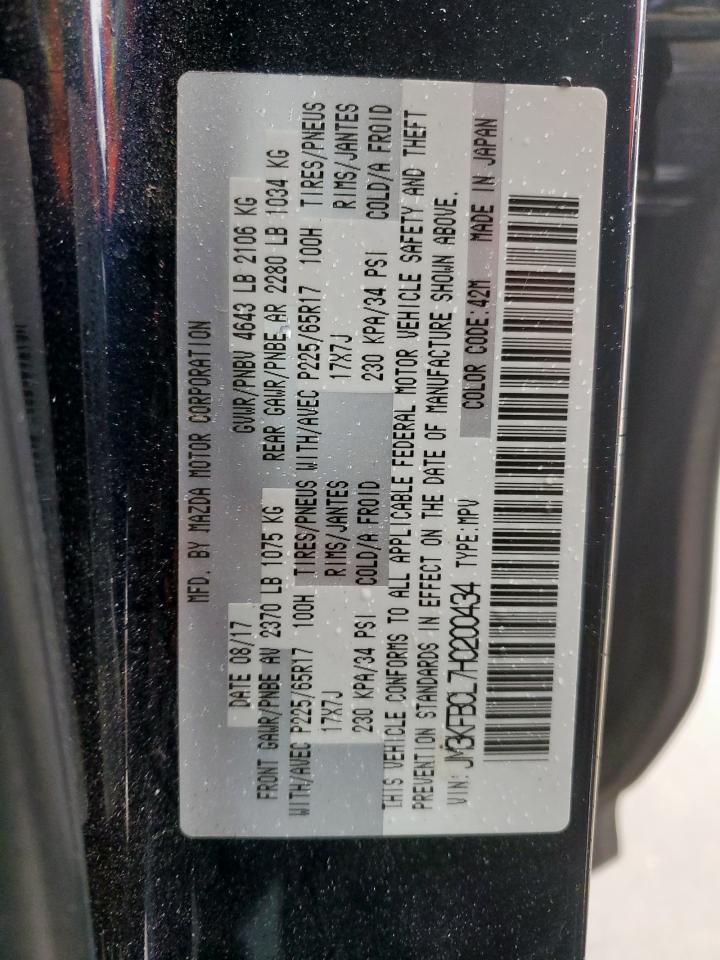 MFD. BY MAZDA MOTOR CORPORATION
DATE 08/17 GVWR/PNBV 4643 LB 2106 KG
FRONT GAWR/PNBE AV 2370 LB 1075 KG REAR GAWR/PNBE AR 2280 LB 1034 KG
WITH/AVEC P225/65R17 100H TIRES/PNEUS WITH/AVEC P225/65R17 100H TIRES/PNEUS
17X7J RIMS/JANTES 17X7J RIMS/JANTES
230 KPA/34 PSI COLD/A FROID 230 KPA/34 PSI COLD/A FROID
THIS VEHICLE CONFORMS TO ALL APPLICABLE FEDERAL MOTOR VEHICLE SAFETY AND THEFT
PREVENTION STANDARDS IN EFFECT ON THE DATE OF MANUFACTURE SHOWN ABOVE.
VIN: JM3KFBCL7H0200434 TYPE:MPV COLOR CODE:42M MADE IN JAPAN